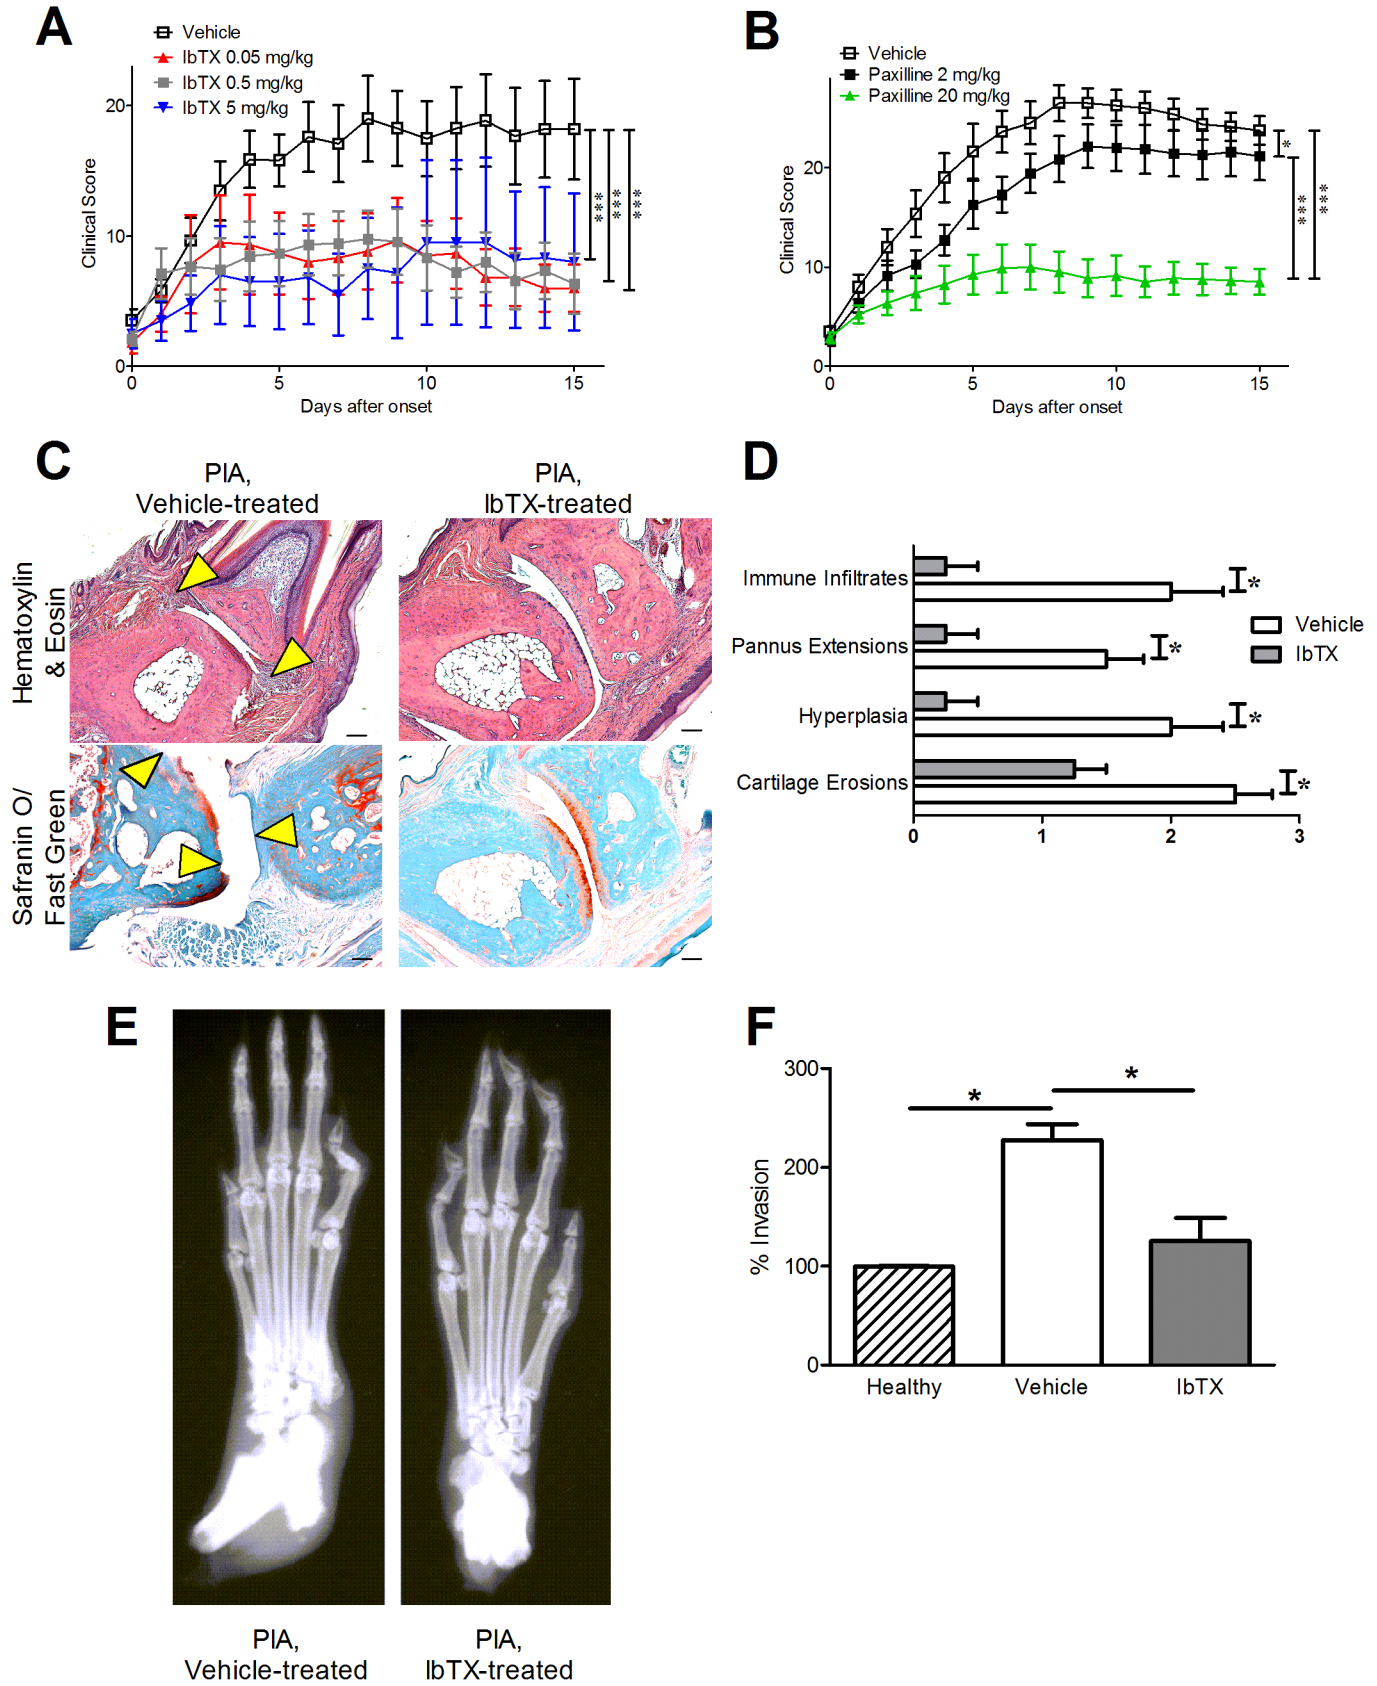 A
Vehicle
IbTX 0.05 mg/kg
IbTX 0.5 mg/kg
IbTX 5 mg/kg
Clinical Score
20
10
0
0
5
10
15
Days after onset
***
***
***
B
Vehicle
Paxilline 2 mg/kg
Paxilline 20 mg/kg
Clinical Score
20
10
0
0
5
10
15
Days after onset
*
***
***
C
PIA,
Vehicle-treated
PIA,
IbTX-treated
Hematoxylin
& Eosin
Safranin O/
Fast Green
D
Immune Infiltrates
Pannus Extensions
Hyperplasia
Cartilage Erosions
*
*
*
*
Vehicle
IbTX
0
1
2
3
E
PIA,
Vehicle-treated
PIA,
IbTX-treated
F
% Invasion
300
200
100
0
*
*
Healthy
Vehicle
IbTX